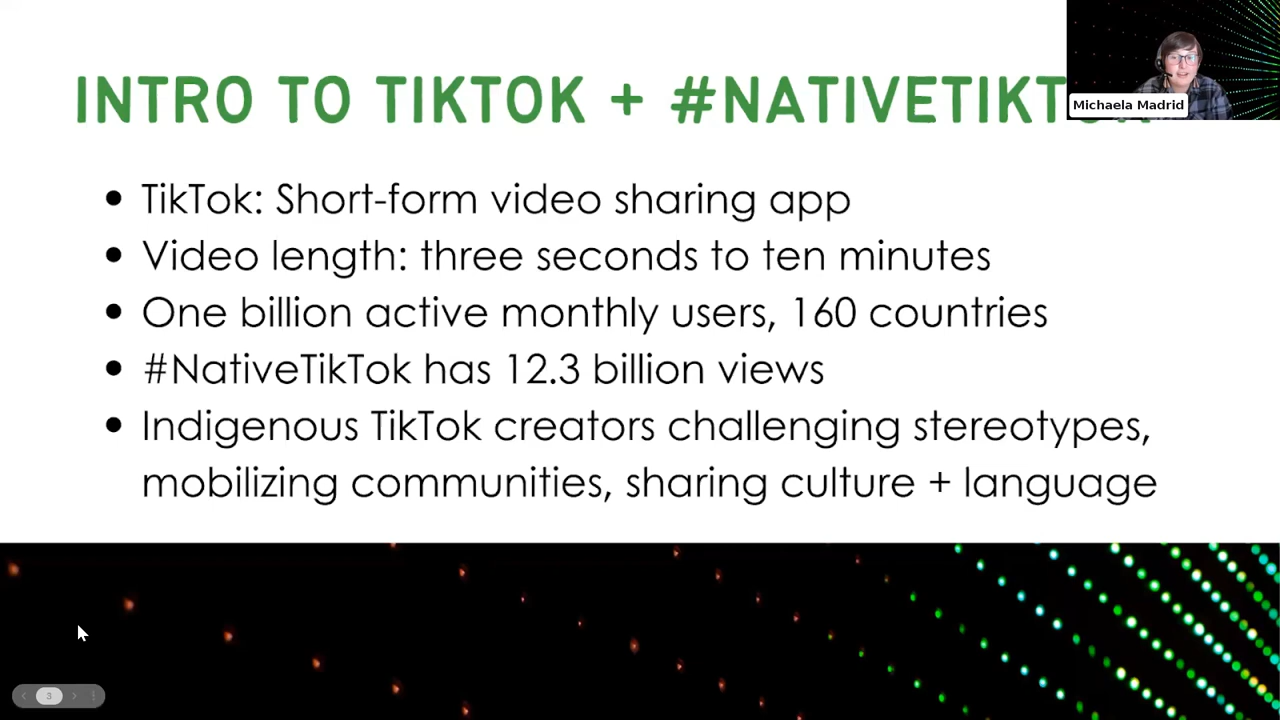 INTRO TO TIKTOK + #NATIVETIKTOK
Michaela Madrid
• TikTok: Short-form video sharing app
• Video length: three seconds to ten minutes
• One billion active monthly users, 160 countries
• #NativeTikTok has 12.3 billion views
• Indigenous TikTok creators challenging stereotypes,
mobilizing communities, sharing culture + language
3